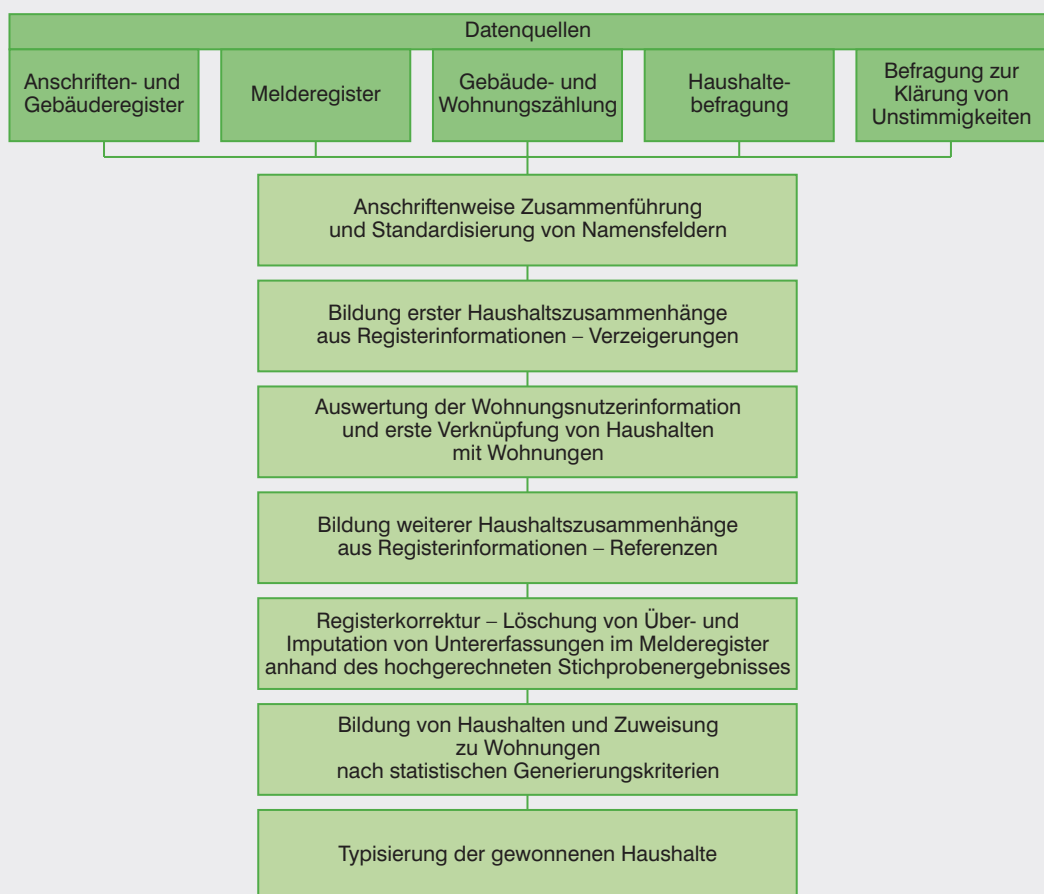 Datenquellen
Anschriften- und
Gebäuderegister
Melderegister
Gebäude- und
Wohnungszählung
Haushalte-
befragung
Befragung zur
Klärung von
Unstimmigkeiten
Anschriftenweise Zusammenführung
und Standardisierung von Namensfeldern
Bildung erster Haushaltszusammenhänge
aus Registerinformationen – Verzeigerungen
Auswertung der Wohnungsnutzerinformation
und erste Verknüpfung von Haushalten
mit Wohnungen
Bildung weiterer Haushaltszusammenhänge
aus Registerinformationen – Referenzen
Registerkorrektur – Löschung von Über- und
Imputation von Untererfassungen im Melderegister
anhand des hochgerechneten Stichprobenergebnisses
Bildung von Haushalten und Zuweisung
zu Wohnungen
nach statistischen Generierungskriterien
Typisierung der gewonnenen Haushalte